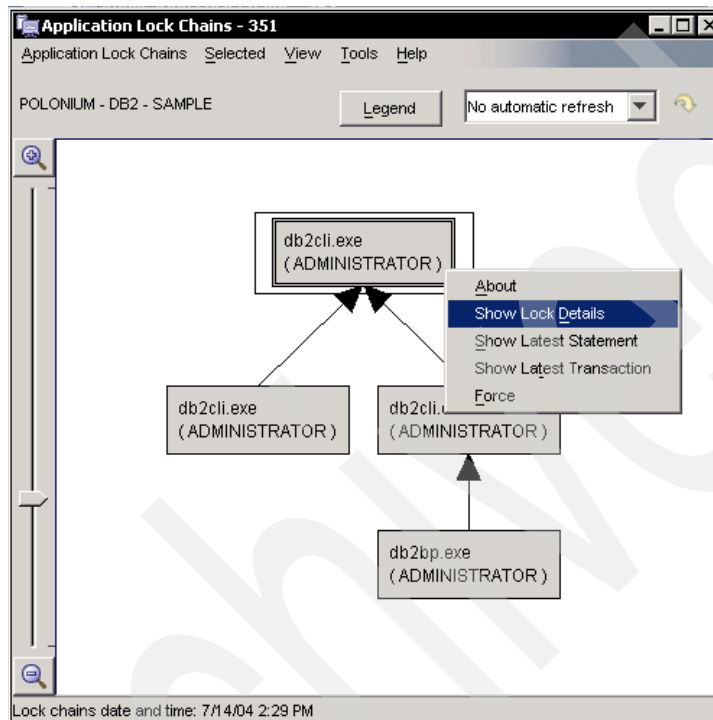 Application Lock Chains - 351
Application Lock Chains Selected View Tools Help
POLONIUM - DB2 - SAMPLE
Legend
No automatic refresh
db2cli.exe
( ADMINISTRATOR )
About
Show Lock Details
Show Latest Statement
Show Latest Transaction
Force
db2cli.exe
( ADMINISTRATOR )
db2cli.
( ADMINISTRATOR )
db2bp.exe
( ADMINISTRATOR )
Lock chains date and time: 7/14/04 2:29 PM